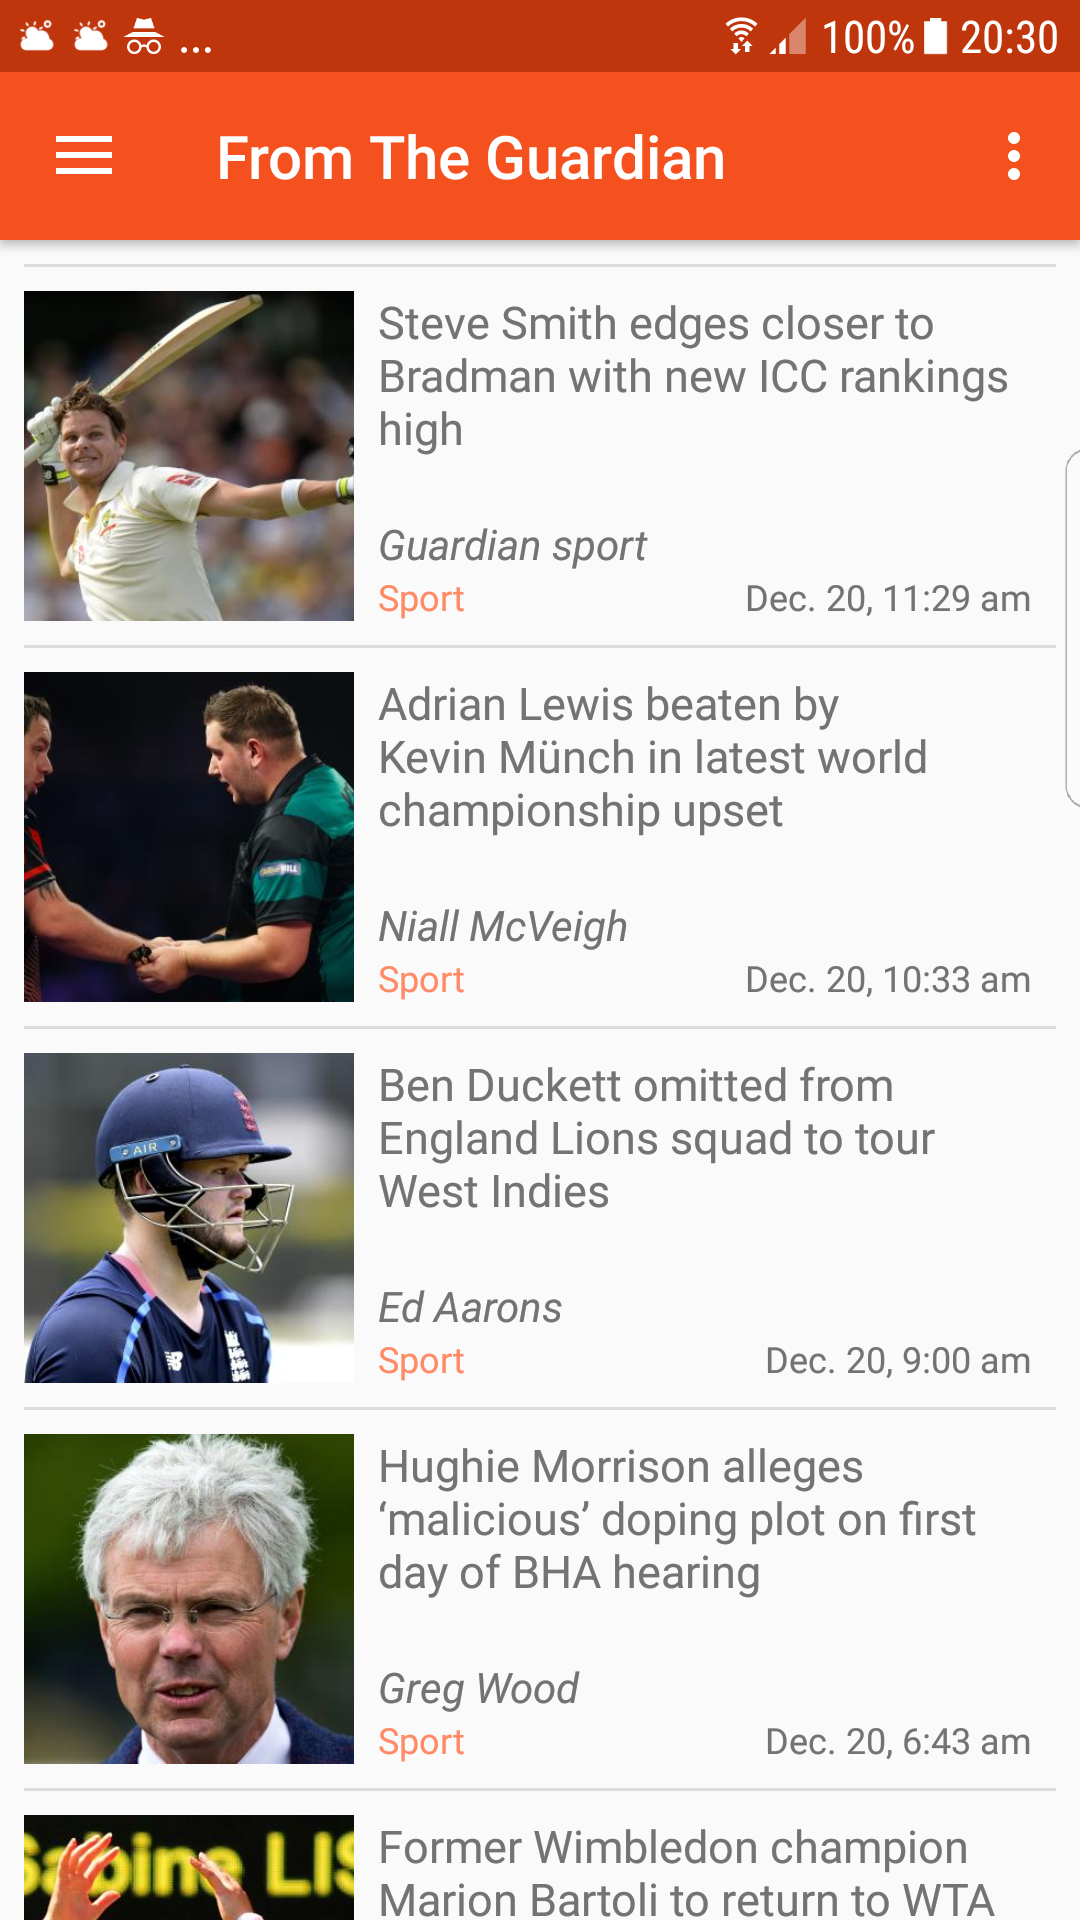 ... 100% 20:30
From The Guardian
Steve Smith edges closer to
Bradman with new ICC rankings
high
Guardian sport
Sport Dec. 20, 11:29 am
Adrian Lewis beaten by
Kevin Münch in latest world
championship upset
HILL
Niall McVeigh
Sport Dec. 20, 10:33 am
Ben Duckett omitted from
England Lions squad to tour
West Indies
AIR
Ed Aarons
Sport Dec. 20, 9:00 am
Hughie Morrison alleges
‘malicious’ doping plot on first
day of BHA hearing
Greg Wood
Sport Dec. 20, 6:43 am
Former Wimbledon champion
Marion Bartoli to return to WTA
Sabine LIS